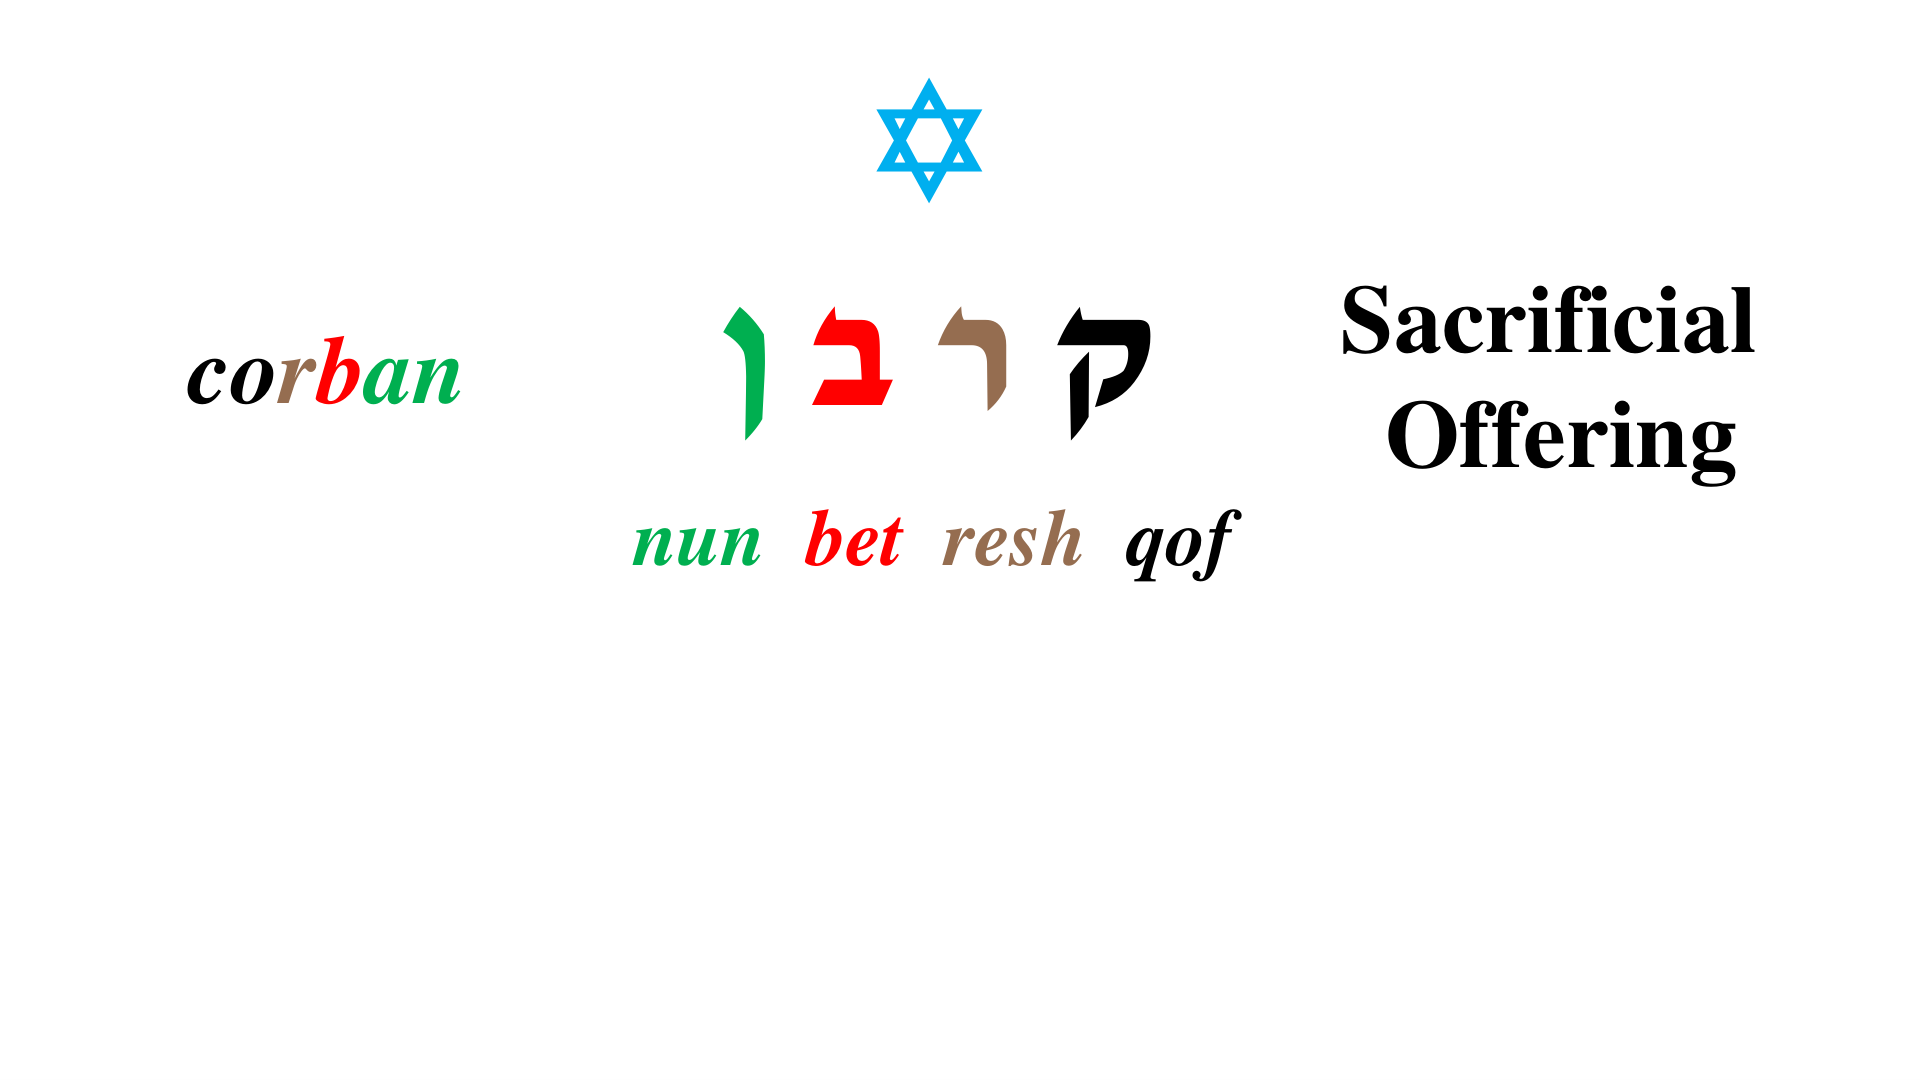 corban
קרבן
Sacrificial
Offering
nun bet resh qof